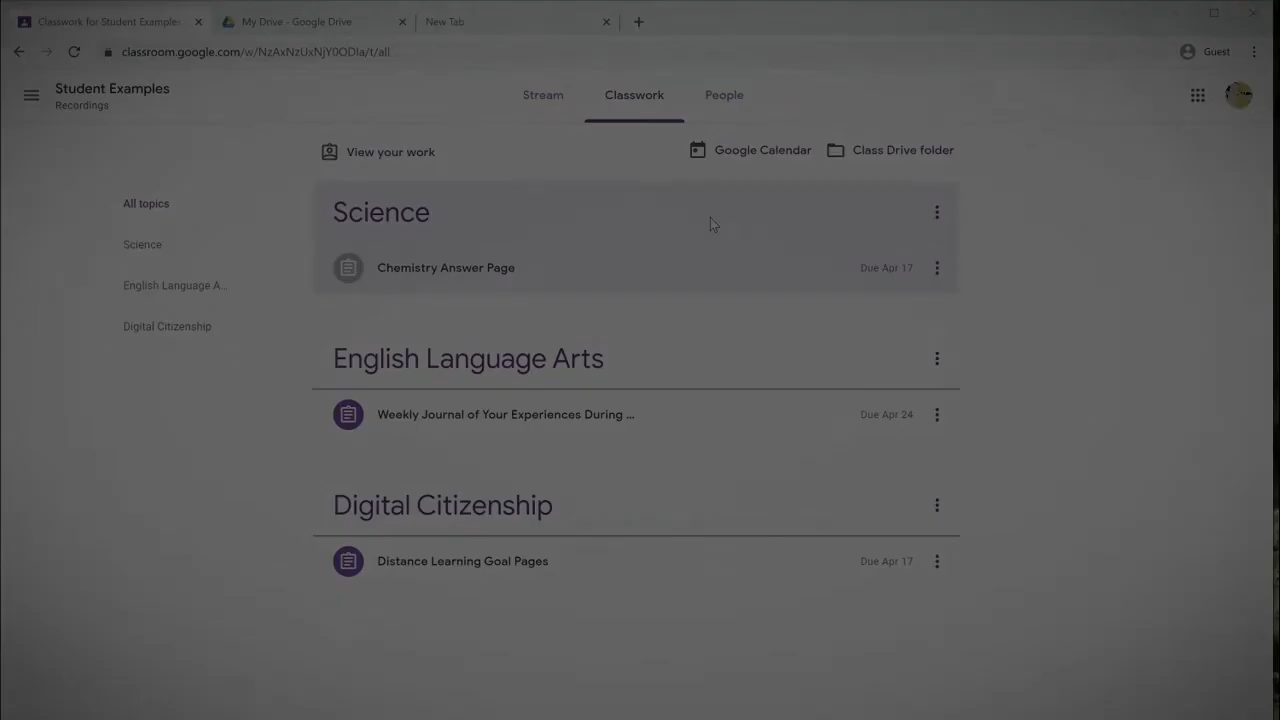 Classwork for Student Examples
My Drive - Google Drive
New Tab
classroom.google.com/w/NzAxNzUxNjY0ODIa/t/all
Guest
Student Examples
Recordings
Stream
Classwork
People
View your work
Google Calendar
Class Drive folder
All topics
Science
English Language A...
Digital Citizenship
Science
Chemistry Answer Page
Due Apr 17
English Language Arts
Weekly Journal of Your Experiences During ...
Due Apr 24
Digital Citizenship
Distance Learning Goal Pages
Due Apr 17